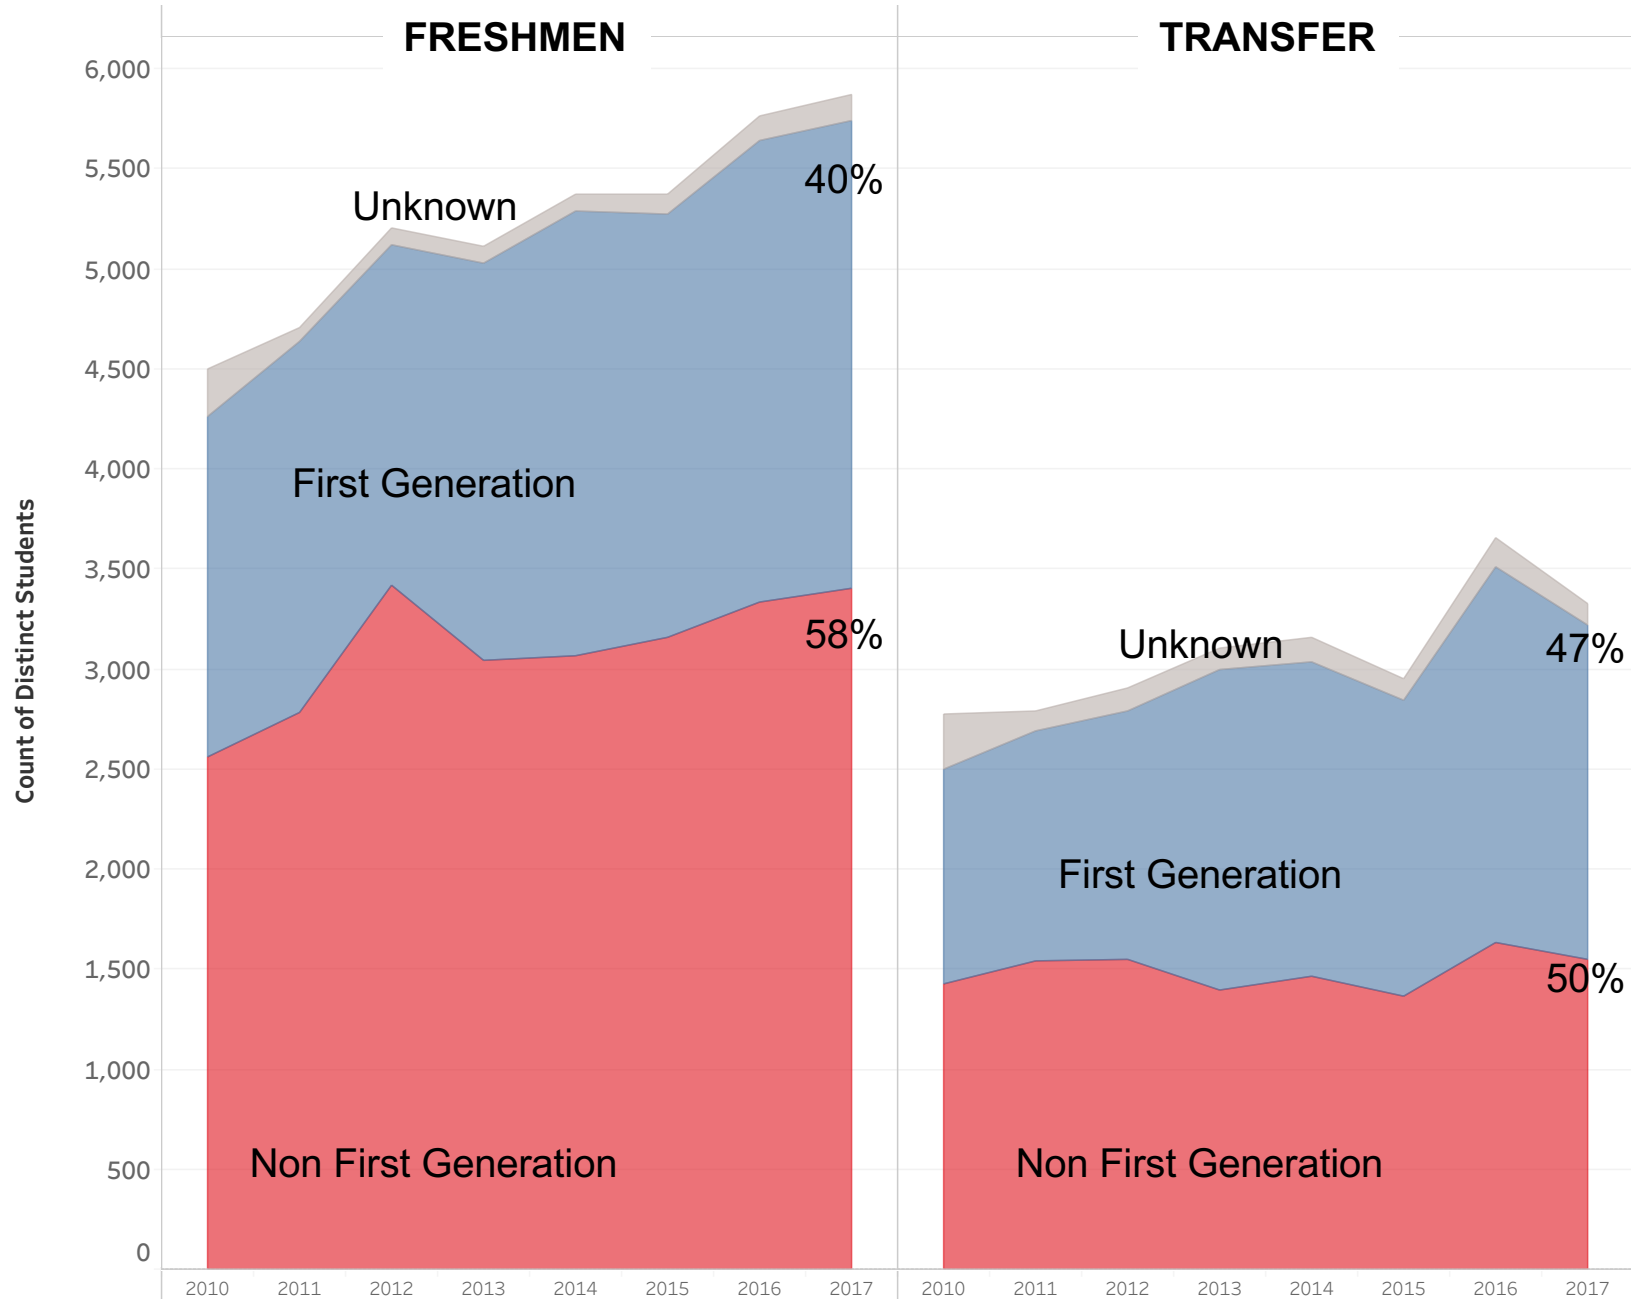 FRESHMEN
TRANSFER
6,000
5,500
5,000
4,500
4,000
3,500
3,000
2,500
2,000
1,500
1,000
500
0
Count of Distinct Students
Unknown
40%
First Generation
58%
Non First Generation
Unknown
47%
First Generation
50%
Non First Generation
2010 2011 2012 2013 2014 2015 2016 2017
2010 2011 2012 2013 2014 2015 2016 2017